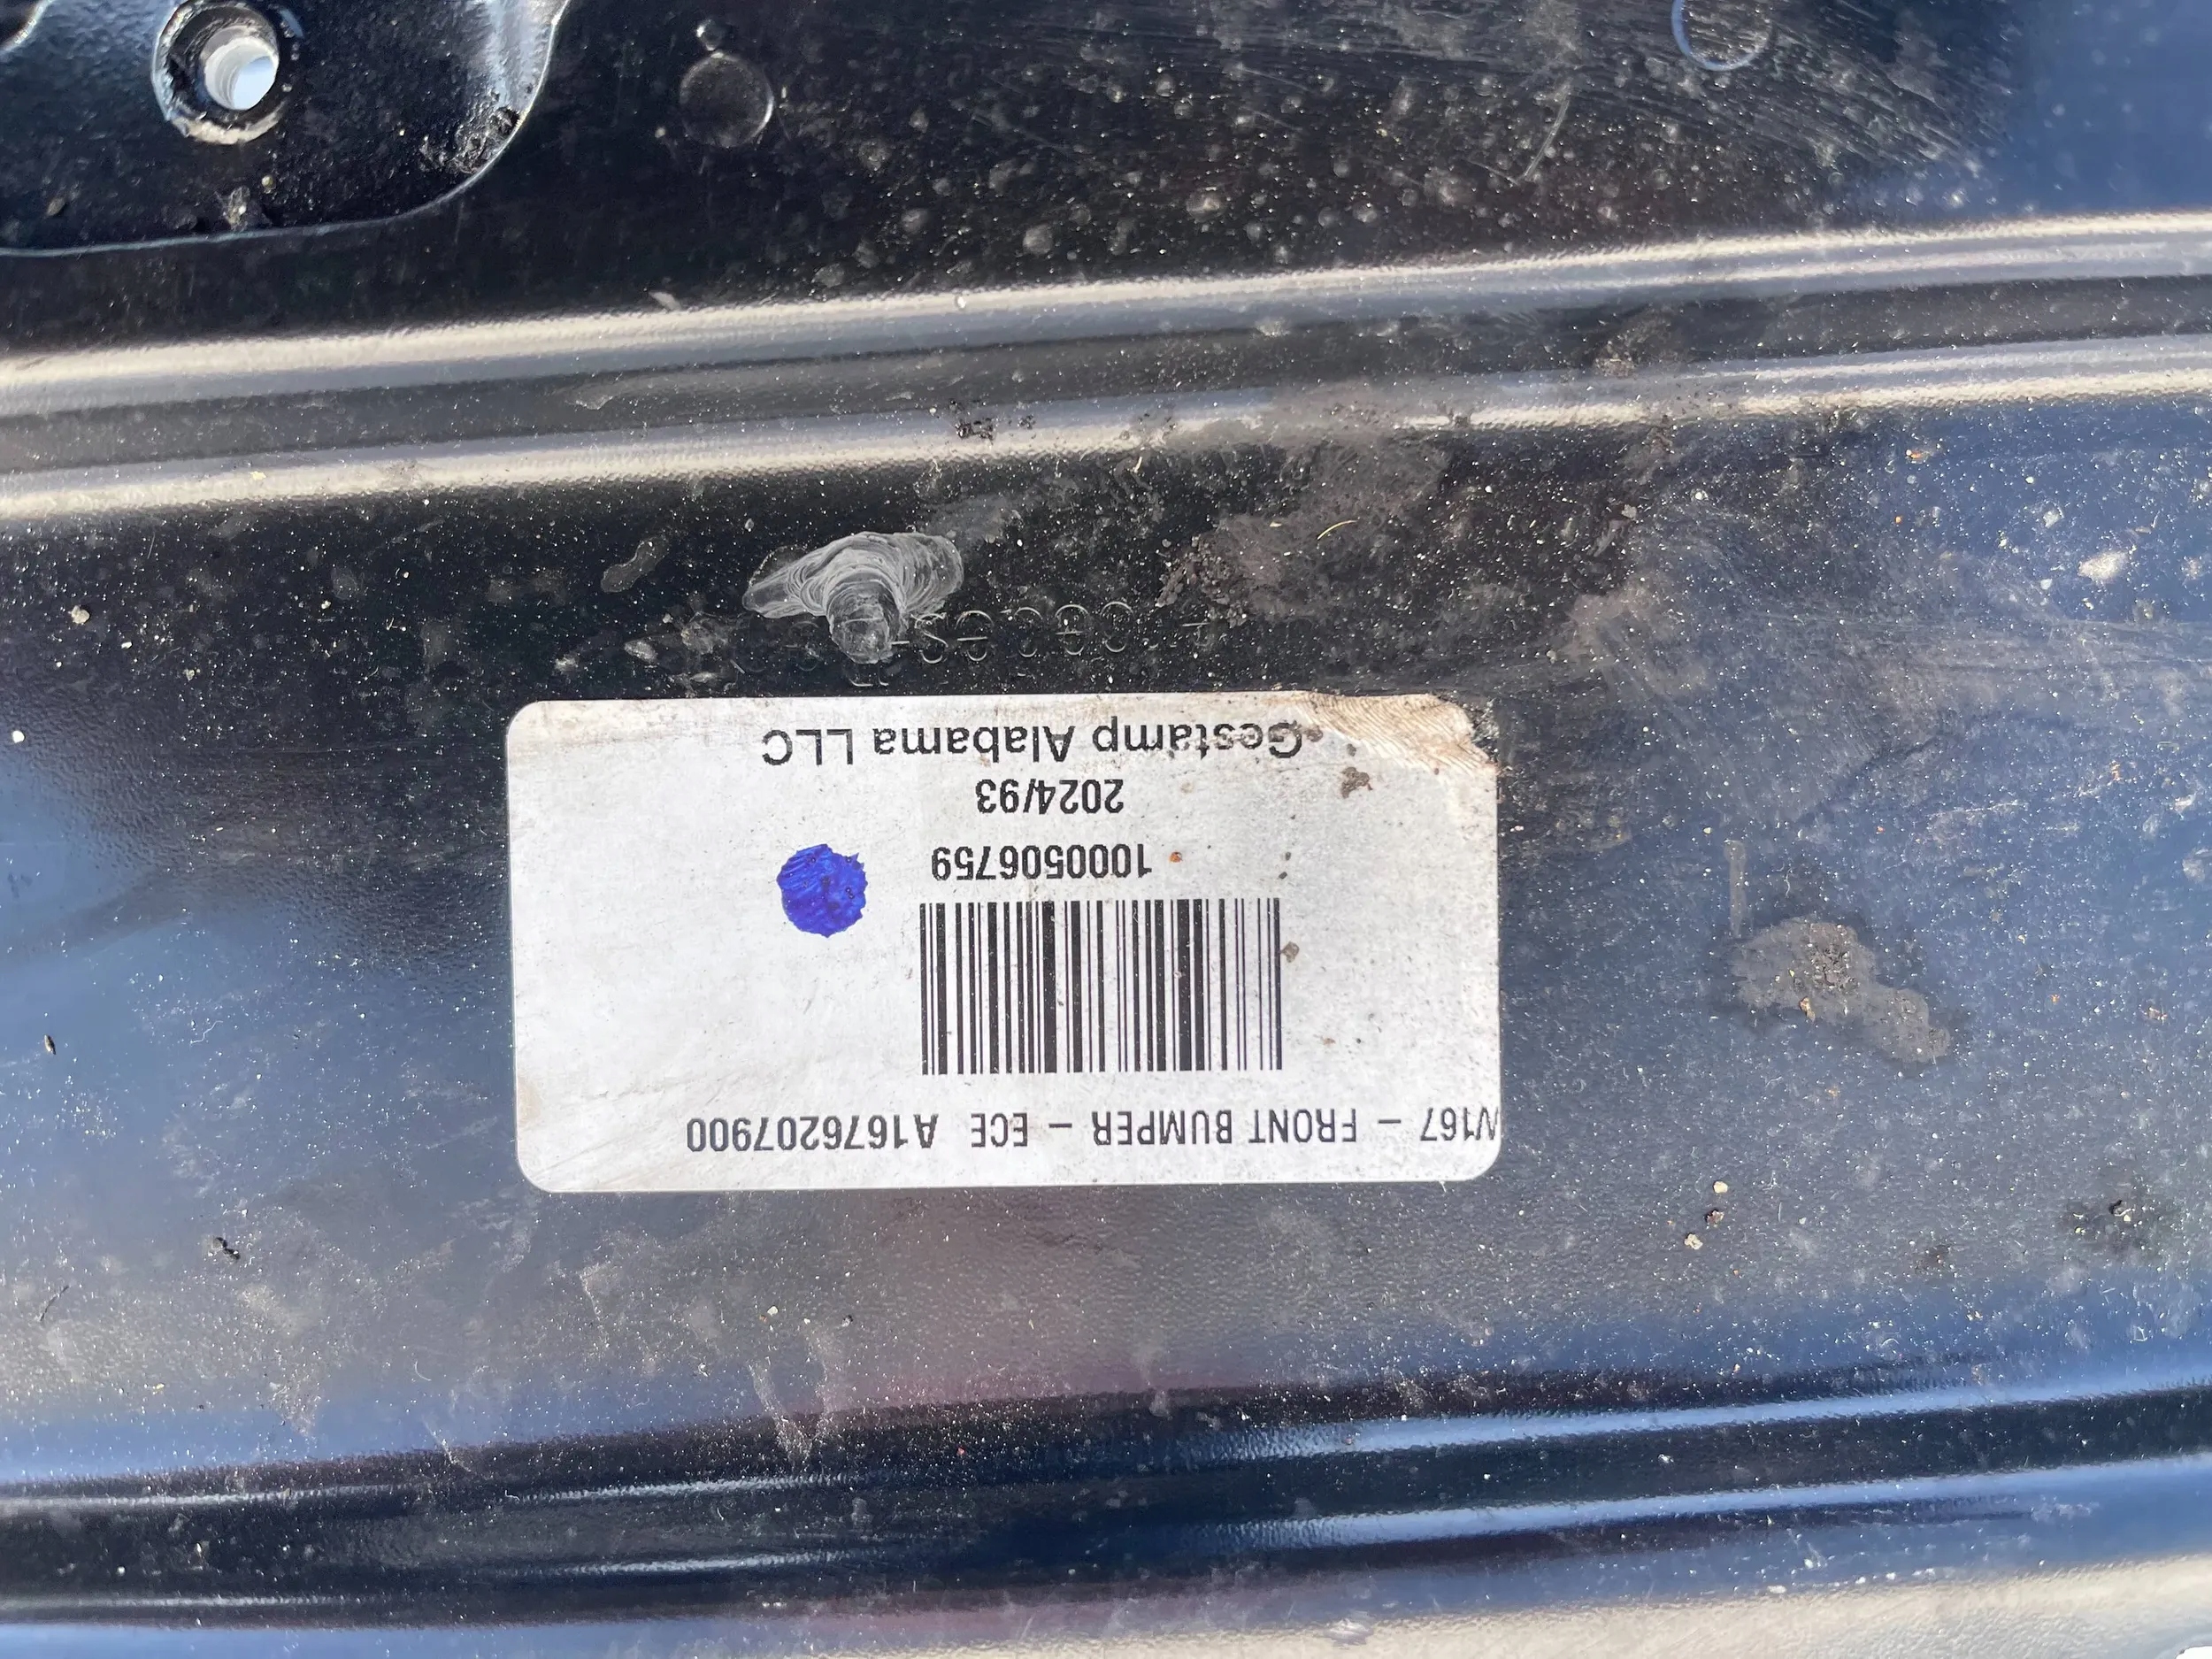 W167 - FRONT BUMPER - ECE A1676207900
1000506759
2024/93
Gestamp Alabama LLC